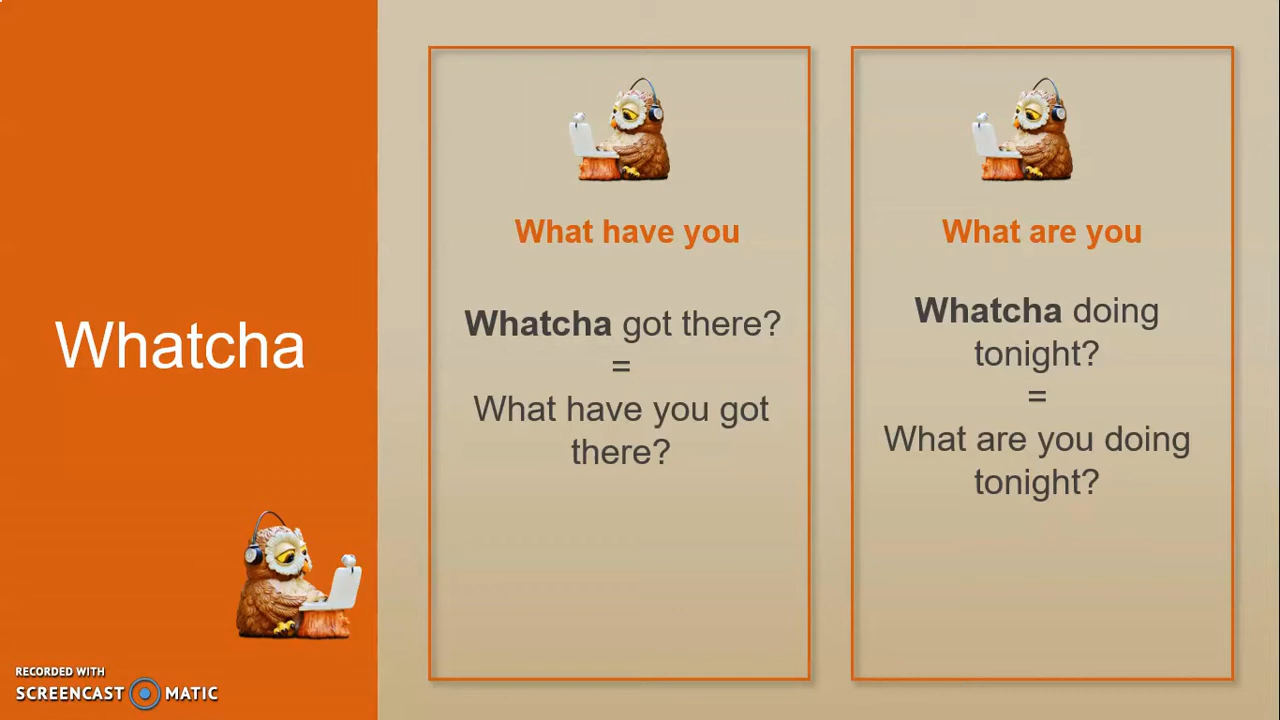 Whatcha
What have you
Whatcha got there?
=
What have you got
there?
What are you
Whatcha doing
tonight?
=
What are you doing
tonight?
RECORDED WITH
SCREENCAST MATIC